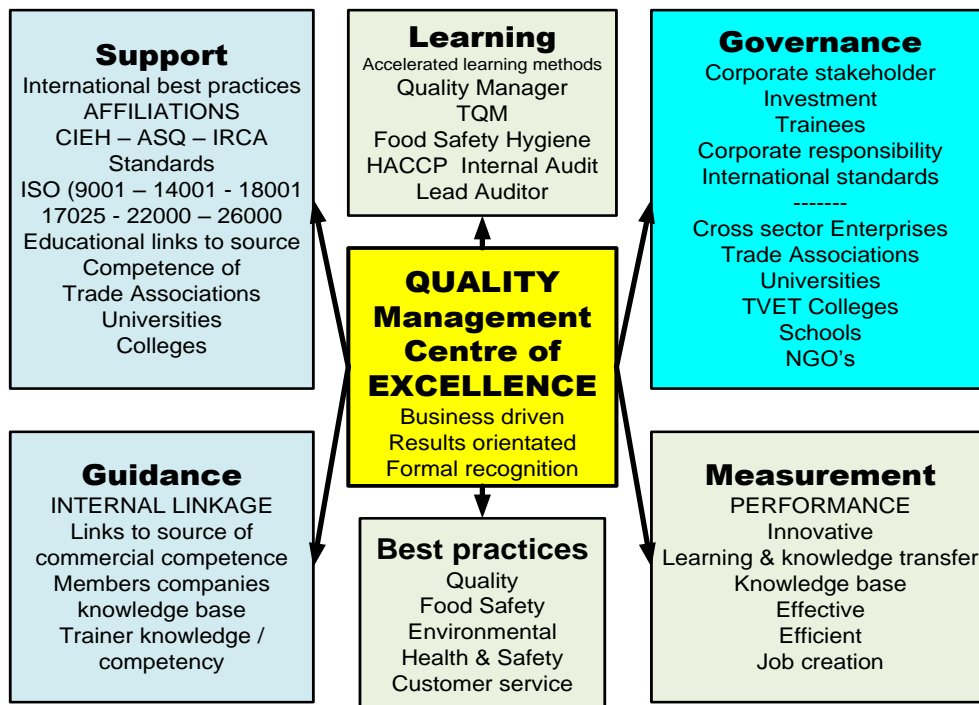 Support
International best practices
AFFILIATIONS
CIEH – ASQ – IRCA
Standards
ISO (9001 – 14001 - 18001
17025 - 22000 – 26000
Educational links to source
Competence of
Trade Associations
Universities
Colleges
Learning
Accelerated learning methods
Quality Manager
TQM
Food Safety Hygiene
HACCP Internal Audit
Lead Auditor
Governance
Corporate stakeholder
Investment
Trainees
Corporate responsibility
International standards
-------
Cross sector Enterprises
Trade Associations
Universities
TVET Colleges
Schools
NGO's
QUALITY
Management
Centre of
EXCELLENCE
Business driven
Results orientated
Formal recognition
Guidance
INTERNAL LINKAGE
Links to source of
commercial competence
Members companies
knowledge base
Trainer knowledge /
competency
Best practices
Quality
Food Safety
Environmental
Health & Safety
Customer service
Measurement
PERFORMANCE
Innovative
Learning & knowledge transfer
Knowledge base
Effective
Efficient
Job creation